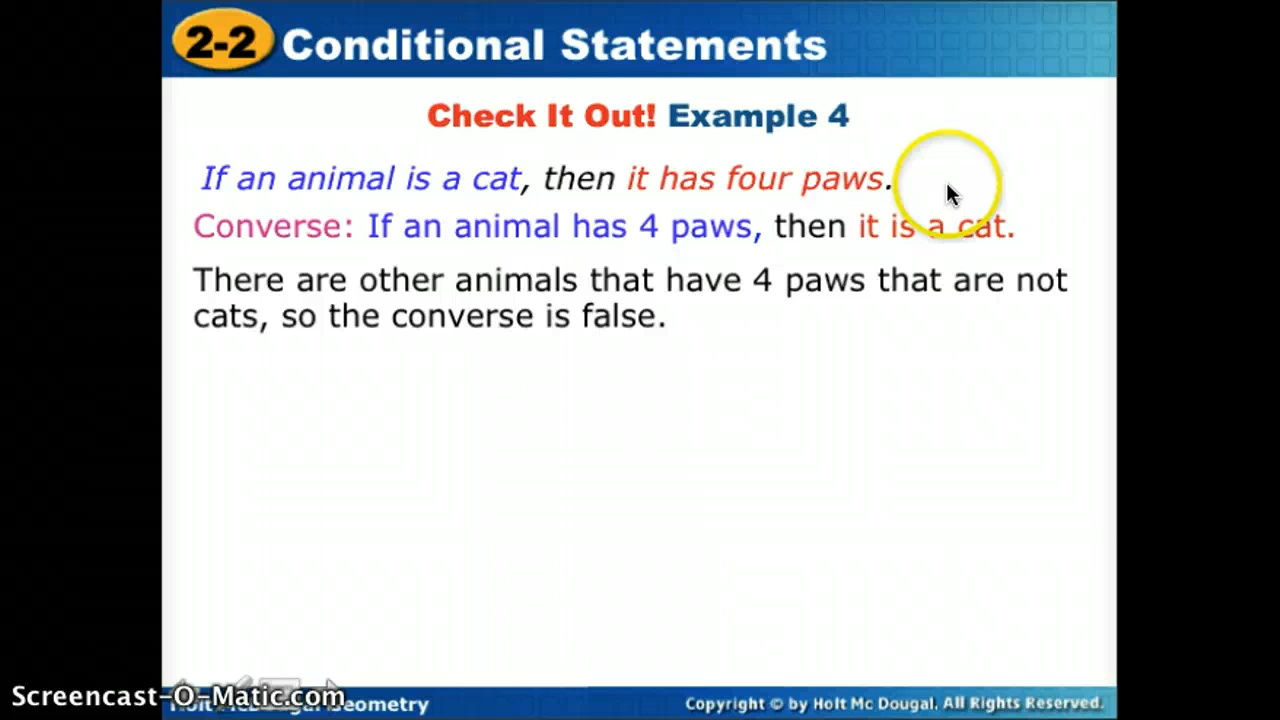 2-2 Conditional Statements
Check It Out! Example 4
If an animal is a cat, then it has four paws.
Converse: If an animal has 4 paws, then it is a cat.
There are other animals that have 4 paws that are not
cats, so the converse is false.
Screencast-O-Matic.com
Holt McDougal Geometry
Copyright © by Holt Mc Dougal. All Rights Reserved.